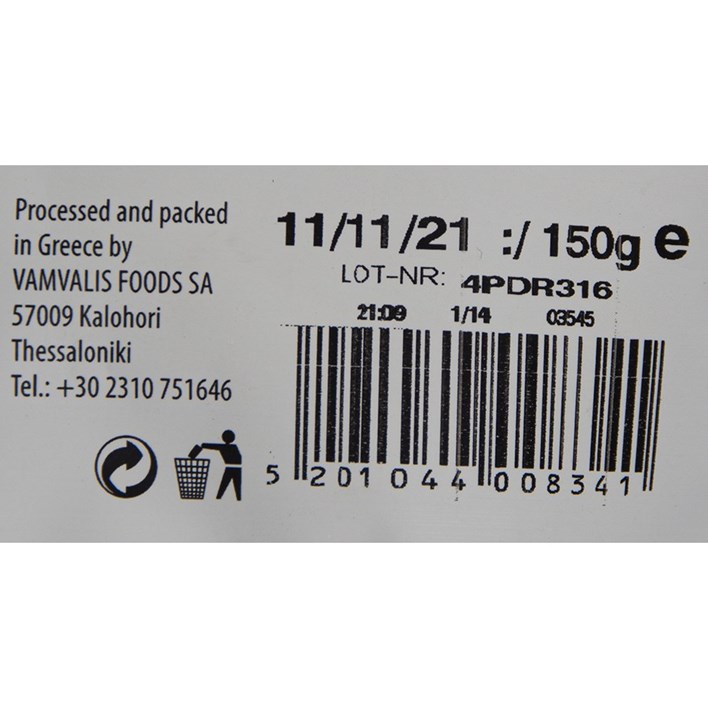 Processed and packed
in Greece by
VAMVALIS FOODS SA
57009 Kalohori
Thessaloniki
Tel.: +30 2310 751646
11/11/21 :/ 150g e
LOT-NR: 4PDR316
21:09 1/14 03545
5 201044 008341